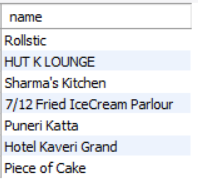 name
Rollstic
HUT K LOUNGE
Sharma's Kitchen
7/12 Fried IceCream Parlour
Puneri Katta
Hotel Kaveri Grand
Piece of Cake